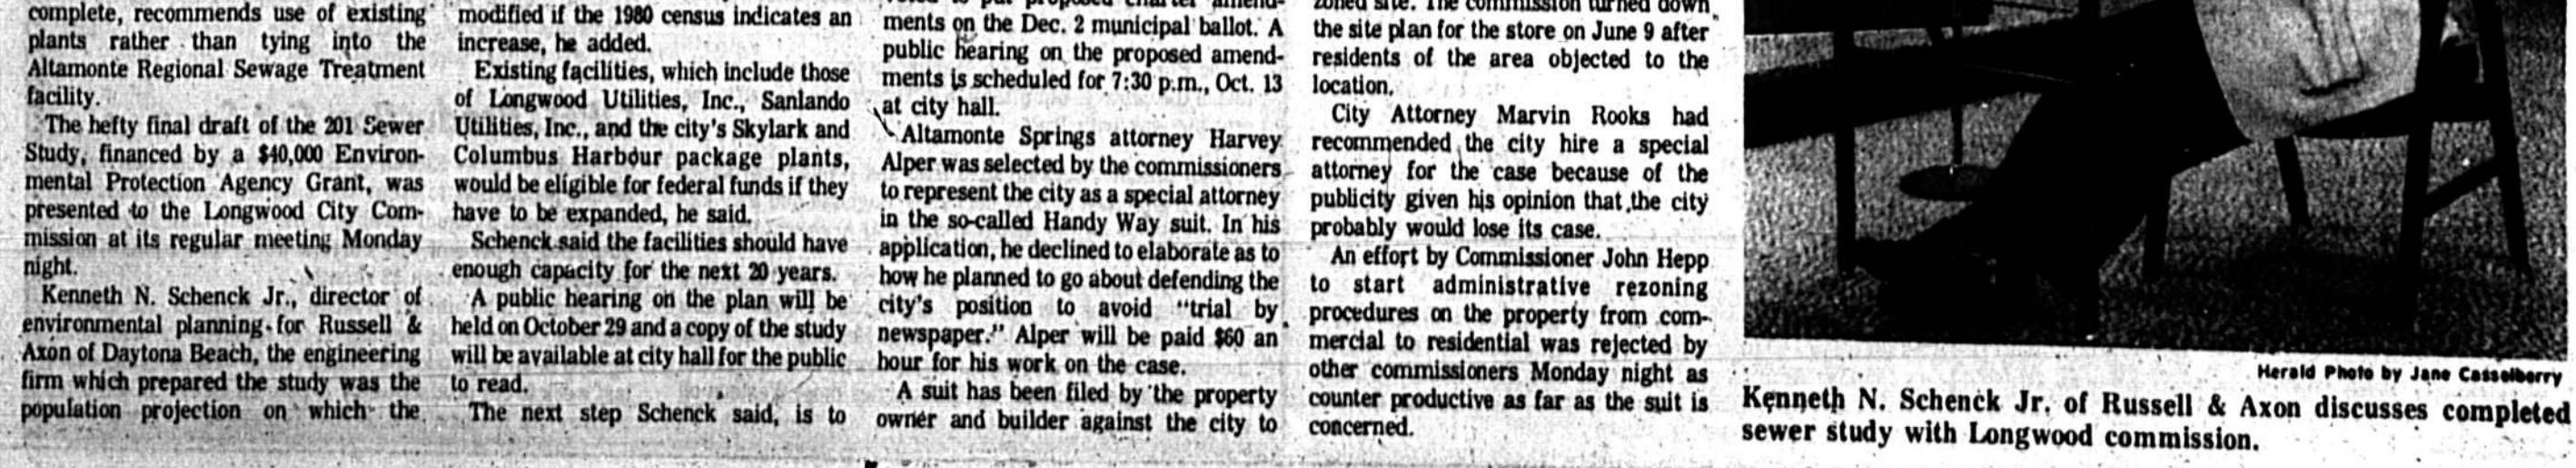 complete, recommends use of existing
plants rather than tying into the
Altamonte Regional Sewage Treatment
facility.
The hefty final draft of the 201 Sewer
Study, financed by a $40,000 Environ-
mental Protection Agency Grant, was
presented to the Longwood City Com-
mission at its regular meeting Monday
night.
Kenneth N. Schenck Jr., director of
environmental planning for Russell &
Axon of Daytona Beach, the engineering
firm which prepared the study was the
population projection on which the
modified if the 1980 census indicates an
increase, he added.
Existing facilities, which include those
of Longwood Utilities, Inc., Sanlando
Utilities, Inc., and the city's Skylark and
Columbus Harbour package plants,
would be eligible for federal funds if they
have to be expanded, he said.
Schenck said the facilities should have
enough capacity for the next 20 years.
A public hearing on the plan will be
held on October 29 and a copy of the study
will be available at city hall for the public
to read.
The next step Schenck said, is to
voted to put proposed charter amend-
ments on the Dec. 2 municipal ballot. A
public hearing on the proposed amend-
ments is scheduled for 7:30 p.m., Oct. 13
at city hall.
Altamonte Springs attorney Harvey
Alper was selected by the commissioners
to represent the city as a special attorney
in the so-called Handy Way suit. In his
application, he declined to elaborate as to
how he planned to go about defending the
city's position to avoid "trial by
newspaper." Alper will be paid $60 an
hour for his work on the case.
A suit has been filed by the property
owner and builder against the city to
zoned site. The commission turned down
the site plan for the store on June 9 after
residents of the area objected to the
location.
City Attorney Marvin Rooks had
recommended the city hire a special
attorney for the case because of the
publicity given his opinion that the city
probably would lose its case.
An effort by Commissioner John Hepp
to start administrative rezoning
procedures on the property from com-
mercial to residential was rejected by
other commissioners Monday night as
counter productive as far as the suit is
concerned.
Herald Photo by Jane Casselberry
Kenneth N. Schenck Jr. of Russell & Axon discusses completed
sewer study with Longwood commission.